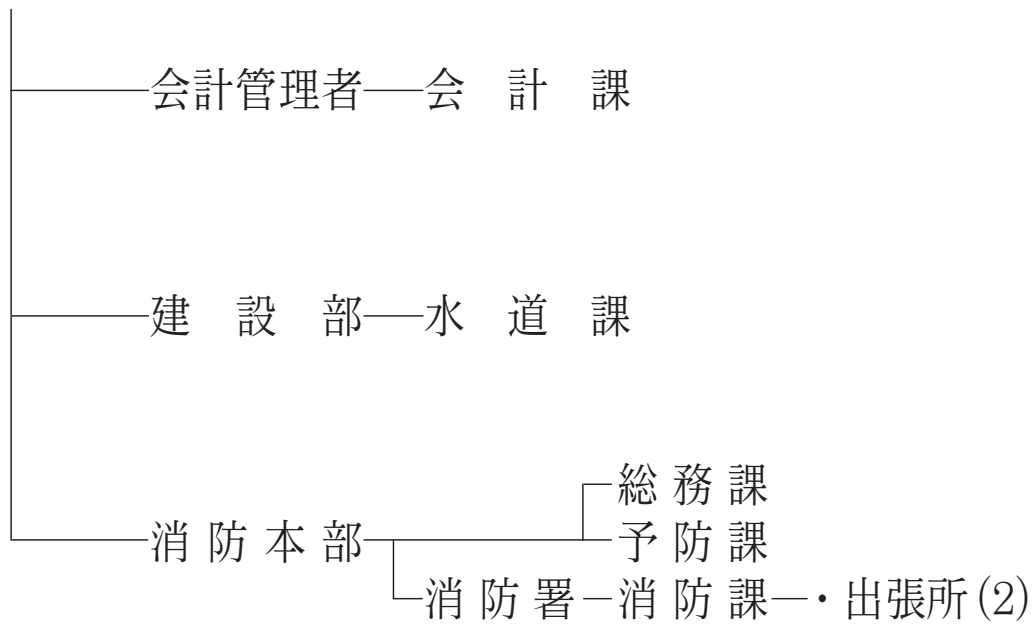 会計管理者 会計課
建設部 水道課
総務課
消防本部 予防課
消防署 消防課 ・出張所(2)